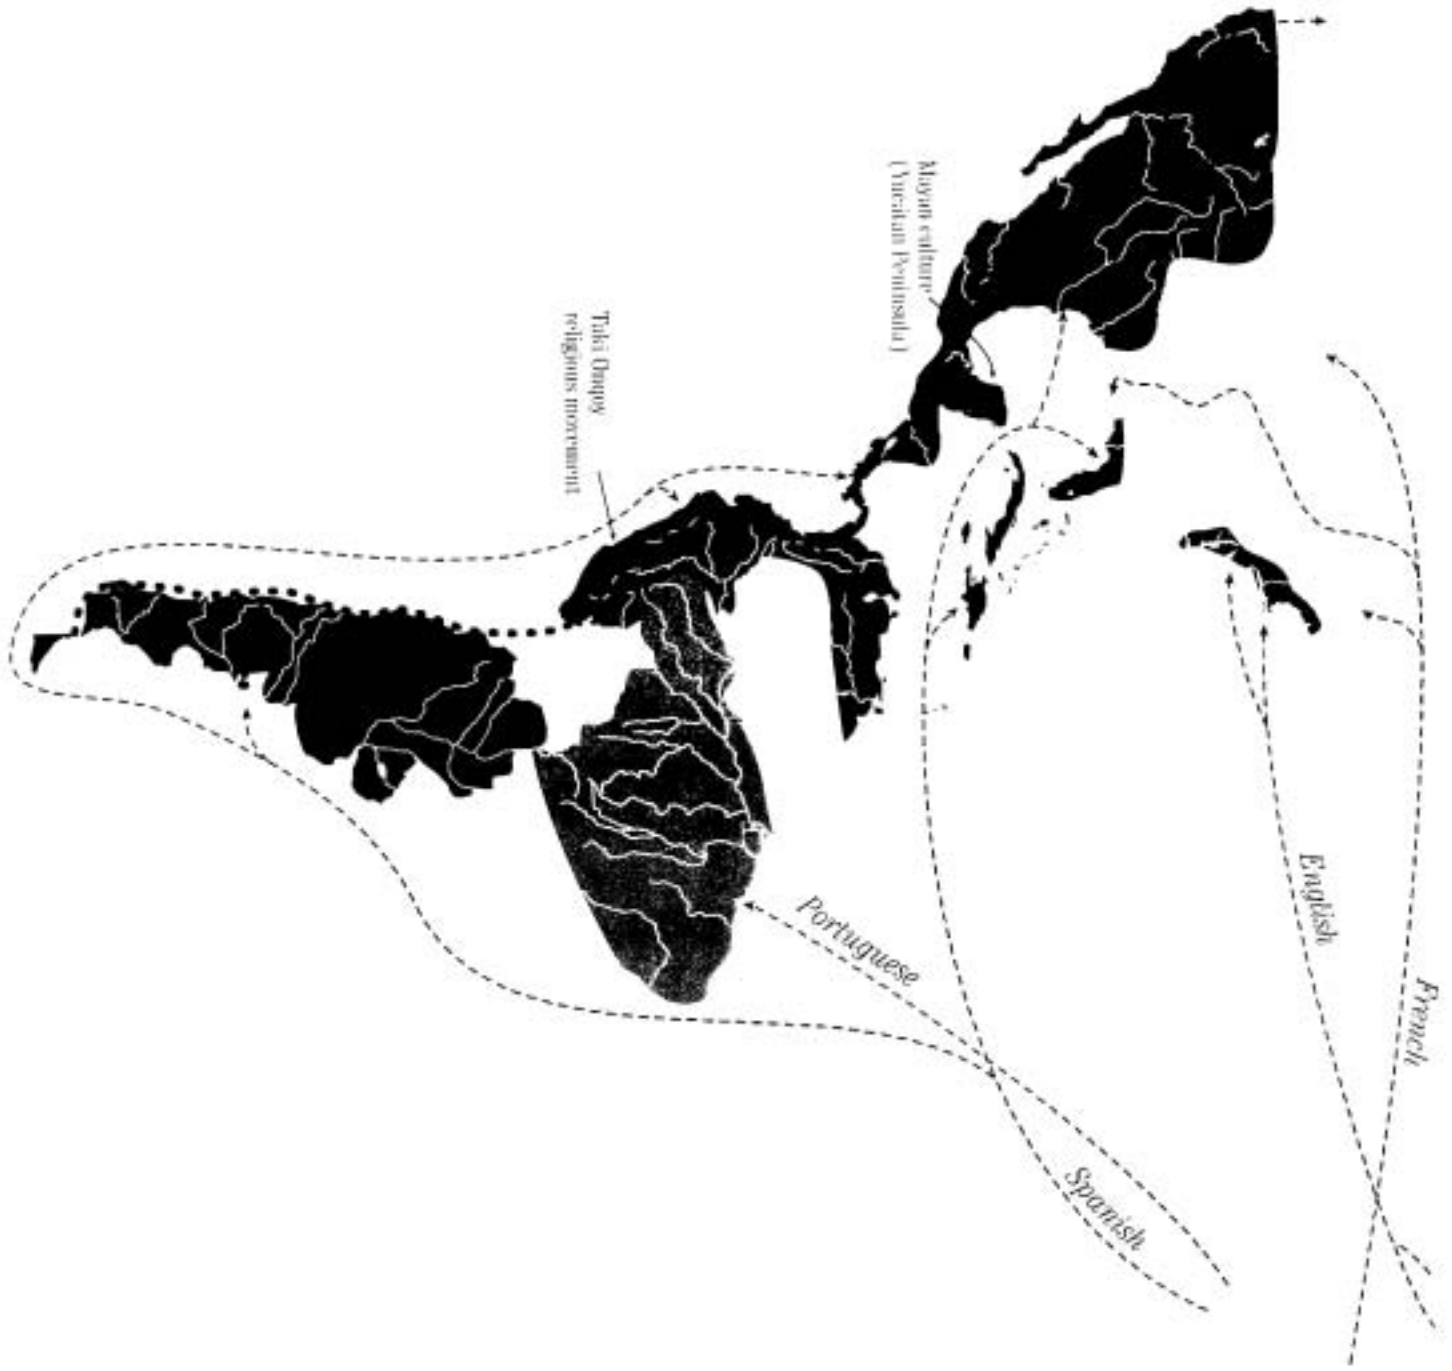 Mayan culture
(Yucatan Peninsula)
Taki Onqoy
religious movement
Portuguese
Spanish
English
French